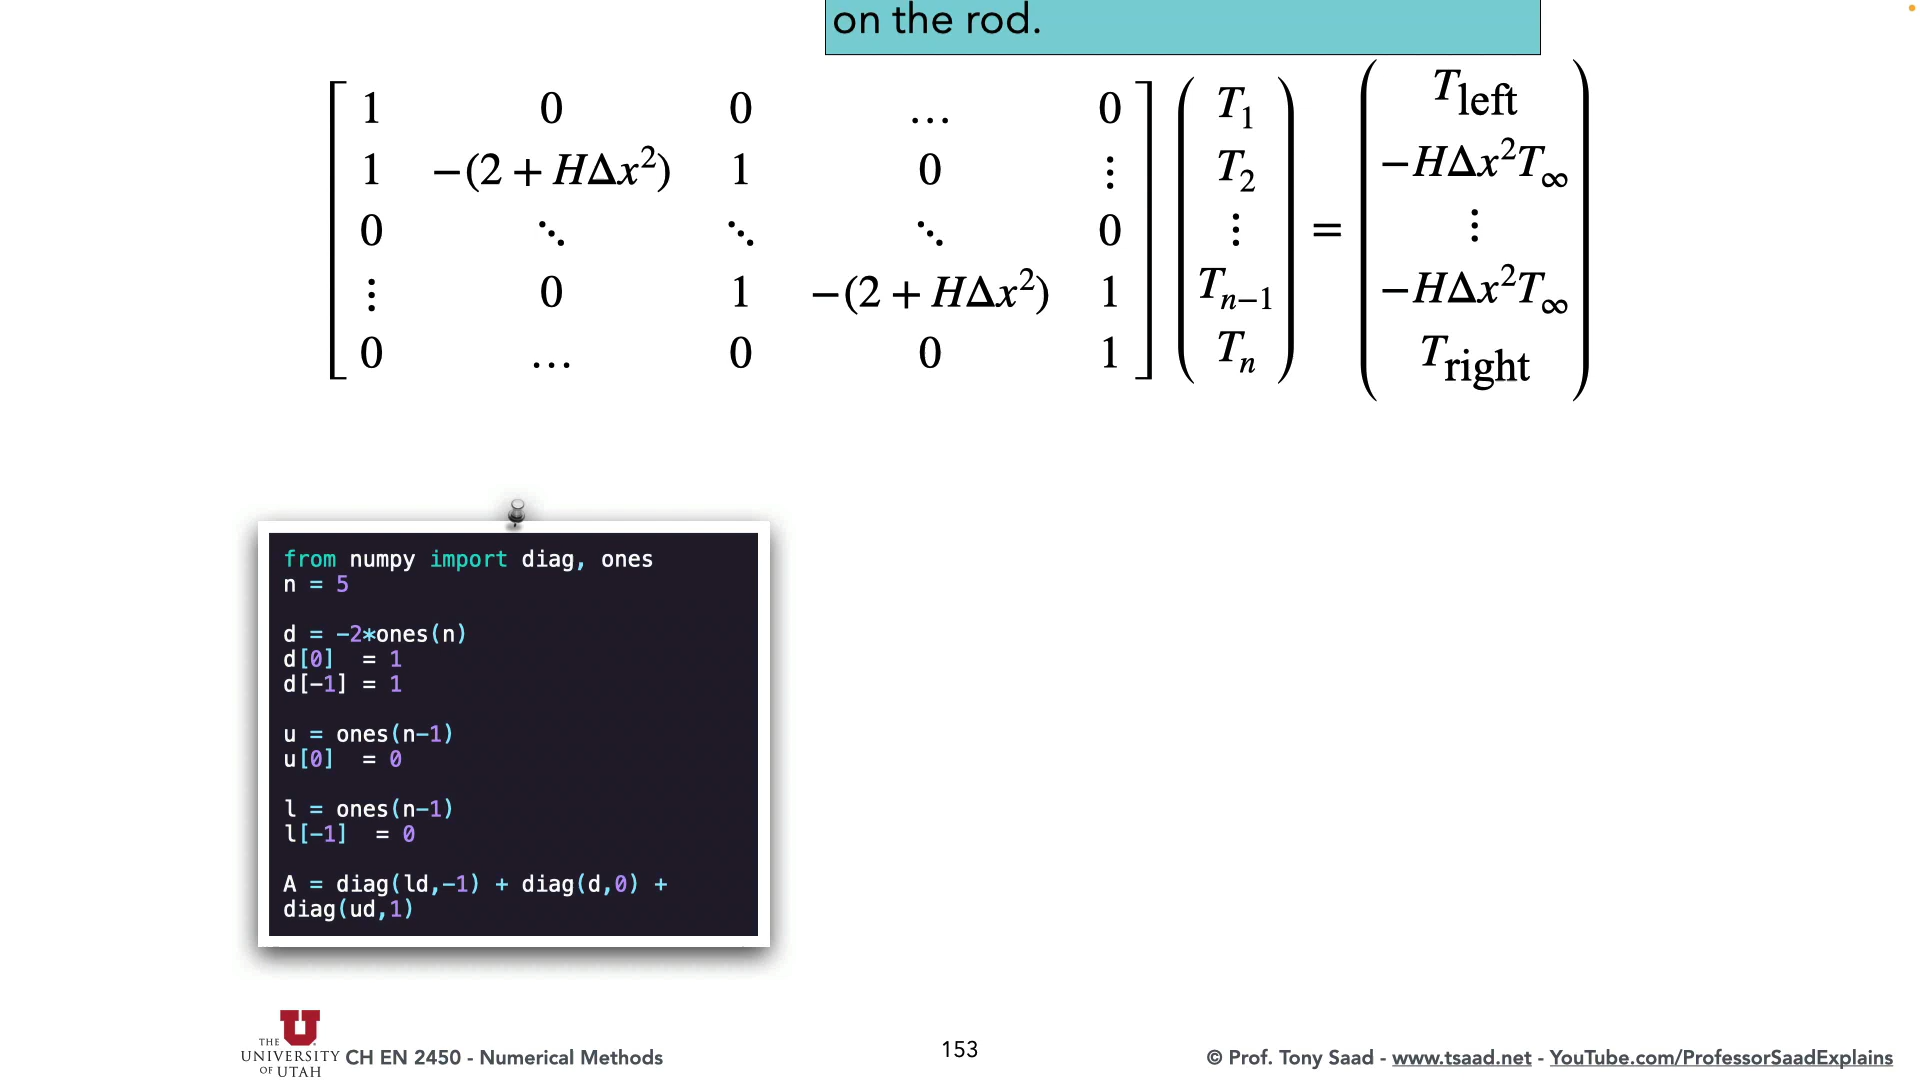 on the rod.
1 0 0 … 0
1 −(2 + HΔx²) 1 0 ⋮
0 ⋱ ⋱ ⋱ 0
⋮ 0 1 −(2 + HΔx²) 1
0 … 0 0 1
T₁
T₂
⋮
Tₙ₋₁
Tₙ
=
T_left
−HΔx²T_∞
⋮
−HΔx²T_∞
T_right
from numpy import diag, ones
n = 5
d = -2*ones(n)
d[0]  = 1
d[-1] = 1
u = ones(n-1)
u[0]  = 0
l = ones(n-1)
l[-1]  = 0
A = diag(ld,-1) + diag(d,0) +
diag(ud,1)
THE
UNIVERSITY
OF UTAH
CH EN 2450 - Numerical Methods
153
© Prof. Tony Saad - www.tsaad.net - YouTube.com/ProfessorSaadExplains